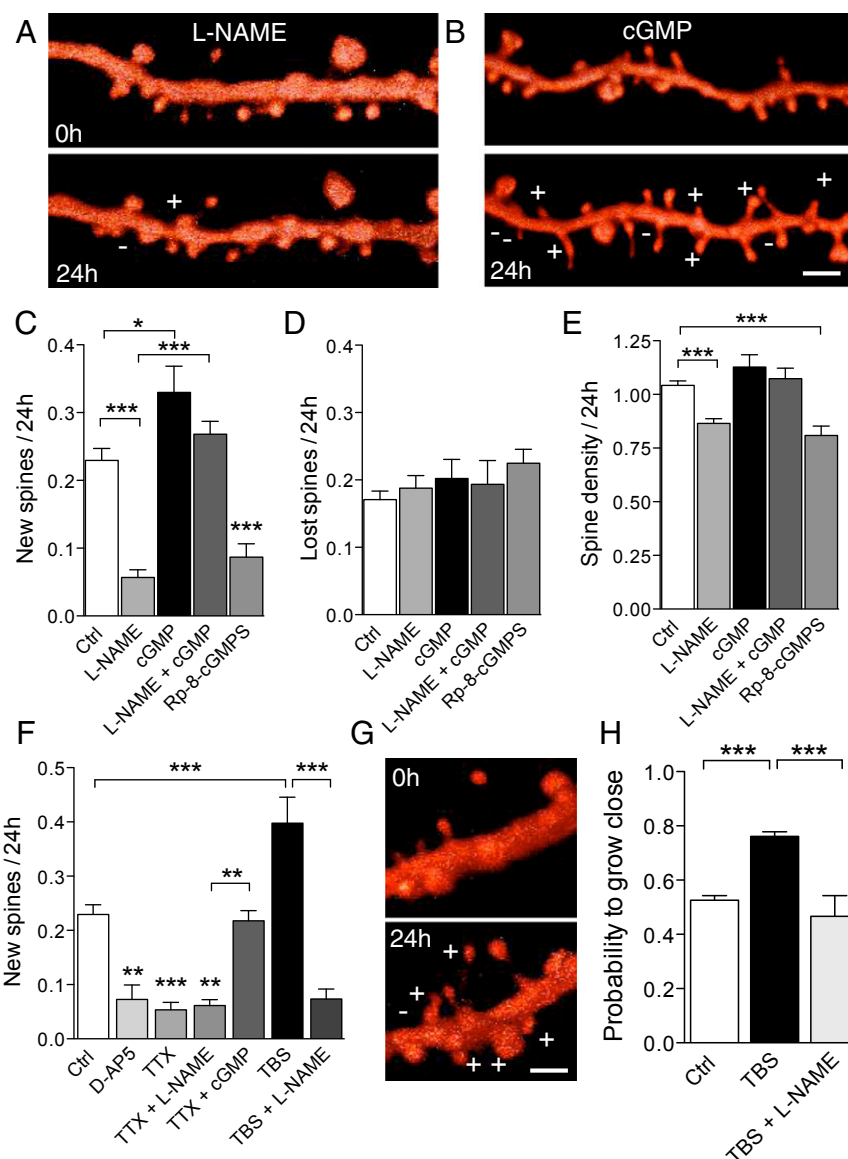 A
L-NAME
0h
+
-
24h
B
cGMP
+ + + +
- - - -
+ +
24h
C
New spines / 24h
0.4
0.3
0.2
0.1
0.0
*
***
***
***
Ctrl
L-NAME
cGMP
L-NAME + cGMP
Rp-8-cGMPS
D
Lost spines / 24h
0.4
0.3
0.2
0.1
0.0
Ctrl
L-NAME
cGMP
L-NAME + cGMP
Rp-8-cGMPS
E
Spine density / 24h
1.25
1.00
0.75
0.50
0.25
0.00
***
***
Ctrl
L-NAME
cGMP
L-NAME + cGMP
Rp-8-cGMPS
F
New spines / 24h
0.5
0.4
0.3
0.2
0.1
0.0
*** ***
**
** *** **
Ctrl
D-AP5
TTX
TTX + L-NAME
TTX + cGMP
TBS
TBS + L-NAME
G
0h
24h
+
- +
+
+ +
H
Probability to grow close
1.0
0.8
0.6
0.4
0.2
0.0
*** ***
Ctrl
TBS
TBS + L-NAME